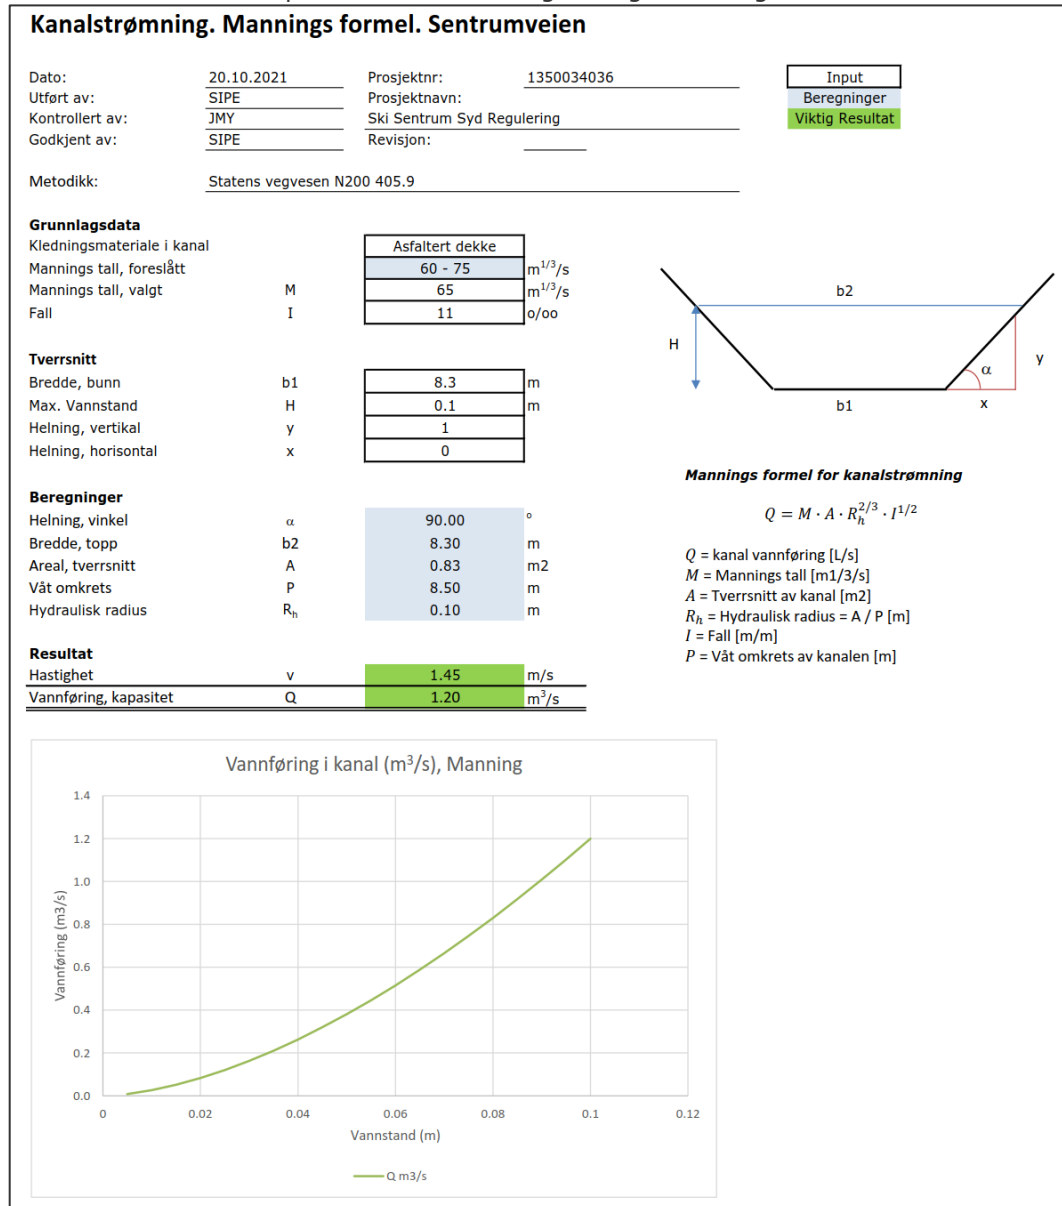 Kanalstrømning. Mannings formel. Sentrumveien
Dato: 20.10.2021 Prosjektnr: 1350034036 Input
Utført av: SIPE Prosjektnavn: Beregninger
Kontrollert av: JMY Ski Sentrum Syd Regulering Viktig Resultat
Godkjent av: SIPE Revisjon:
Metodikk: Statens vegvesen N200 405.9
Grunnlagsdata
Kledningsmateriale i kanal Asfaltert dekke
Mannings tall, foreslått 60 - 75 m1/3/s
Mannings tall, valgt M 65 m1/3/s
Fall I 11 o/oo
Tverrsnitt
Bredde, bunn b1 8.3 m
Max. Vannstand H 0.1 m
Helning, vertikal y 1
Helning, horisontal x 0
b2
H
y
α
b1
x
Beregninger
Helning, vinkel α 90.00 o
Bredde, topp b2 8.30 m
Areal, tverrsnitt A 0.83 m2
Våt omkrets P 8.50 m
Hydraulisk radius Rh 0.10 m
Mannings formel for kanalstrømning
Q = M · A · Rh^2/3 · I^1/2
Q = kanal vannføring [L/s]
M = Mannings tall [m1/3/s]
A = Tverrsnitt av kanal [m2]
Rh = Hydraulisk radius = A / P [m]
I = Fall [m/m]
P = Våt omkrets av kanalen [m]
Resultat
Hastighet v 1.45 m/s
Vannføring, kapasitet Q 1.20 m3/s
Vannføring i kanal (m3/s), Manning
1.4
1.2
1.0
0.8
0.6
0.4
0.2
0.0
Vannføring (m3/s)
0 0.02 0.04 0.06 0.08 0.1 0.12
Vannstand (m)
Q m3/s